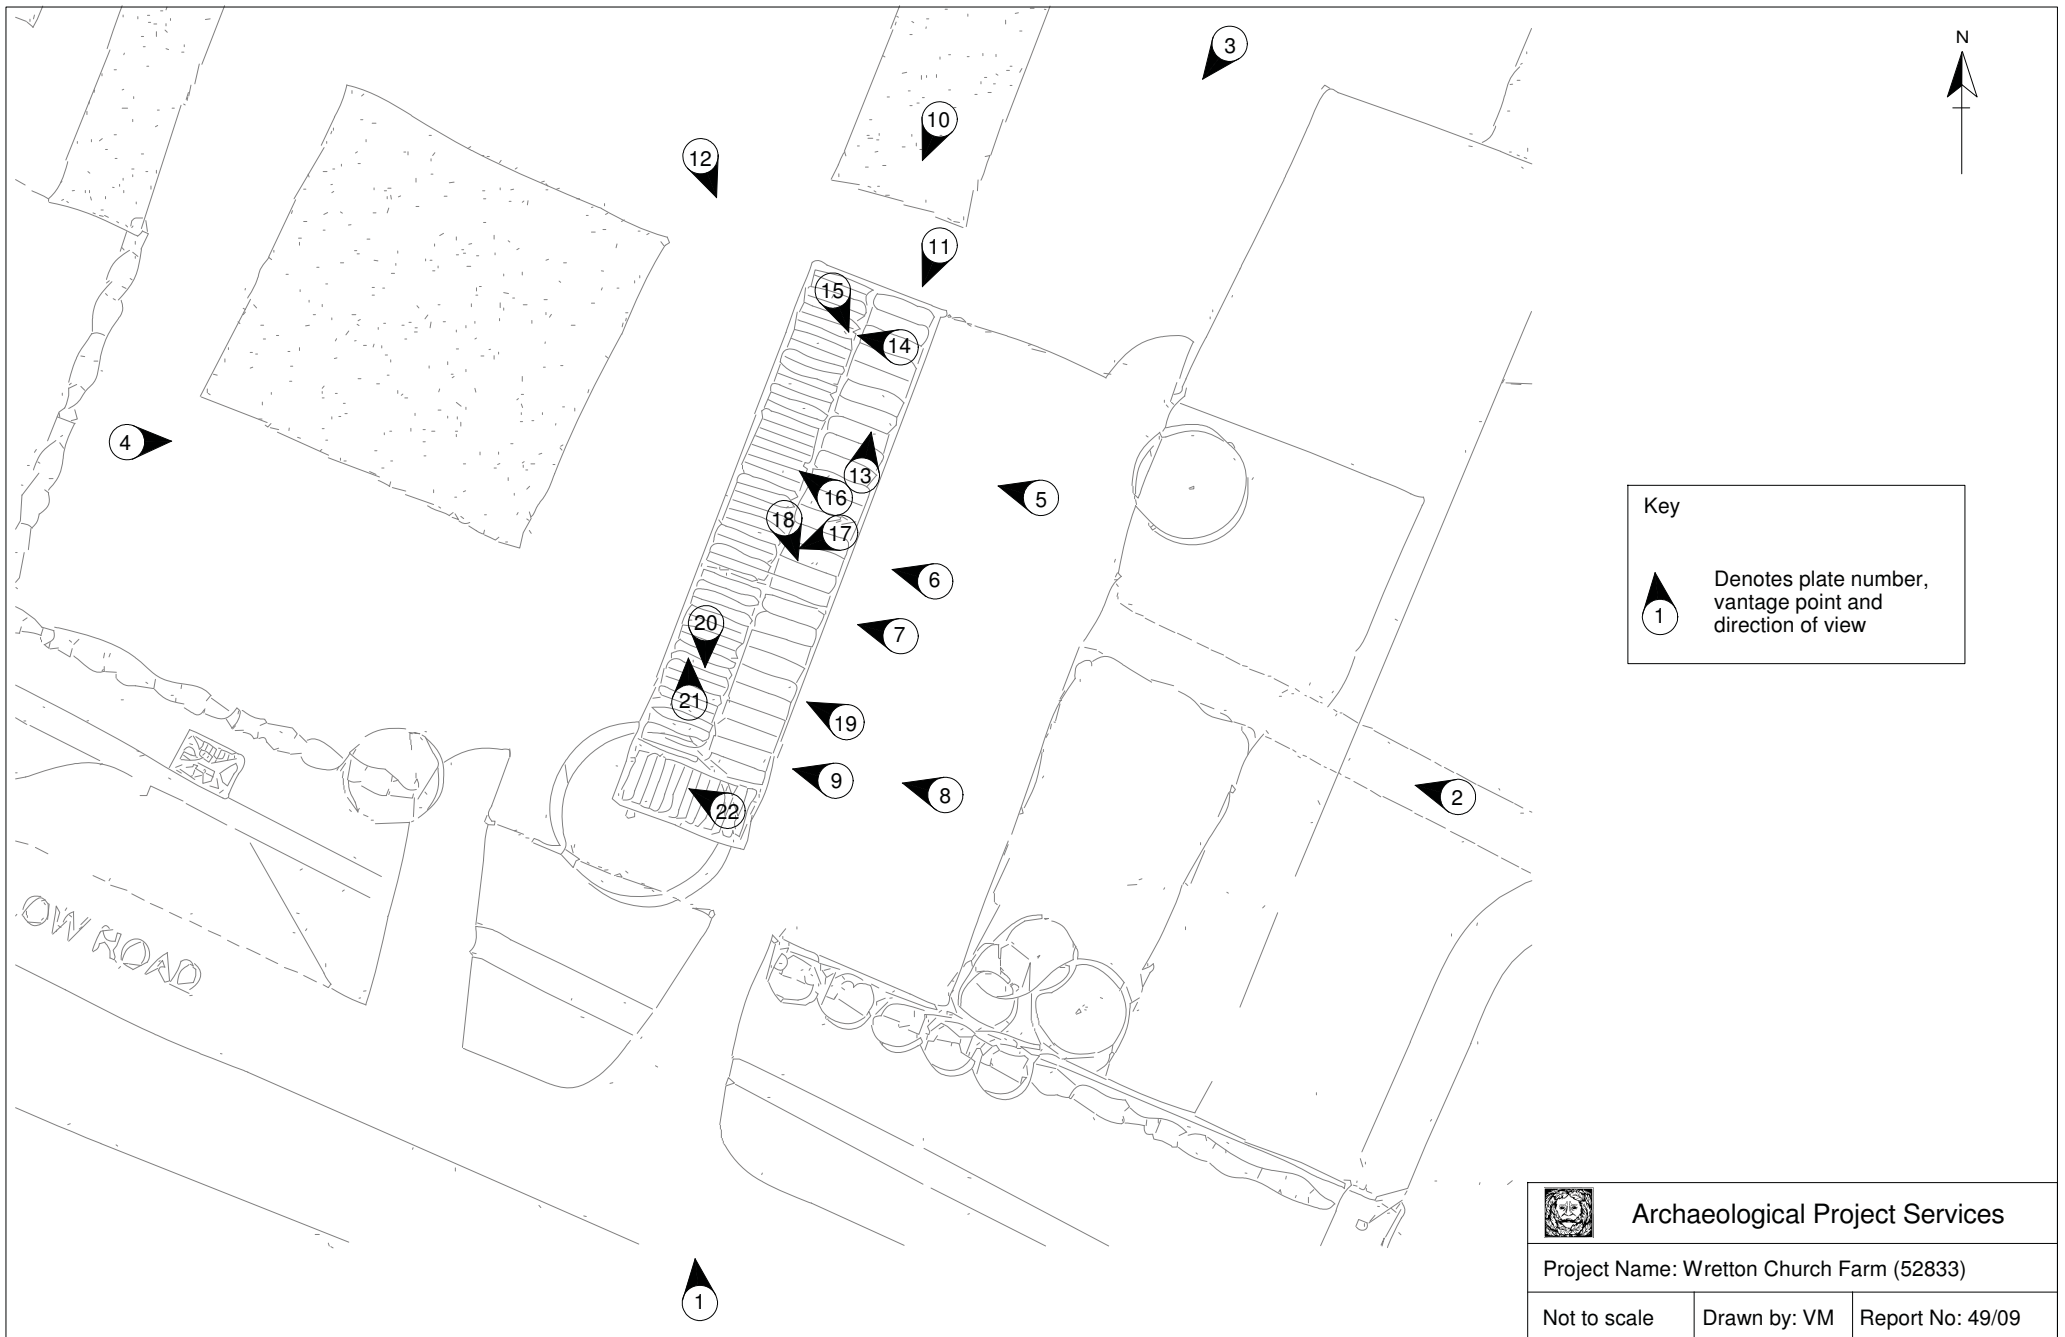 3
N
10
12
11
15
14
4
13
16
5
18
17
6
7
20
21
19
9
8
22
2
OW ROAD
1
Key
1
Denotes plate number,
vantage point and
direction of view
Archaeological Project Services
Project Name: Wretton Church Farm (52833)
Not to scale
Drawn by: VM
Report No: 49/09